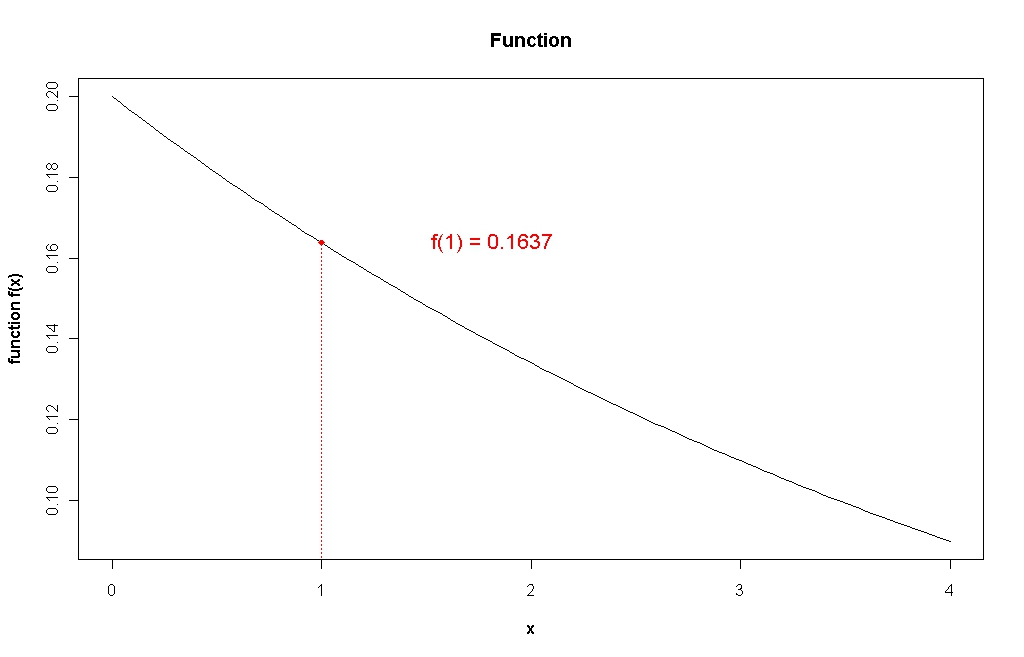 Function
function f(x)
0.20
0.18
0.16
0.14
0.12
0.10
f(1) = 0.1637
0 1 2 3 4
x